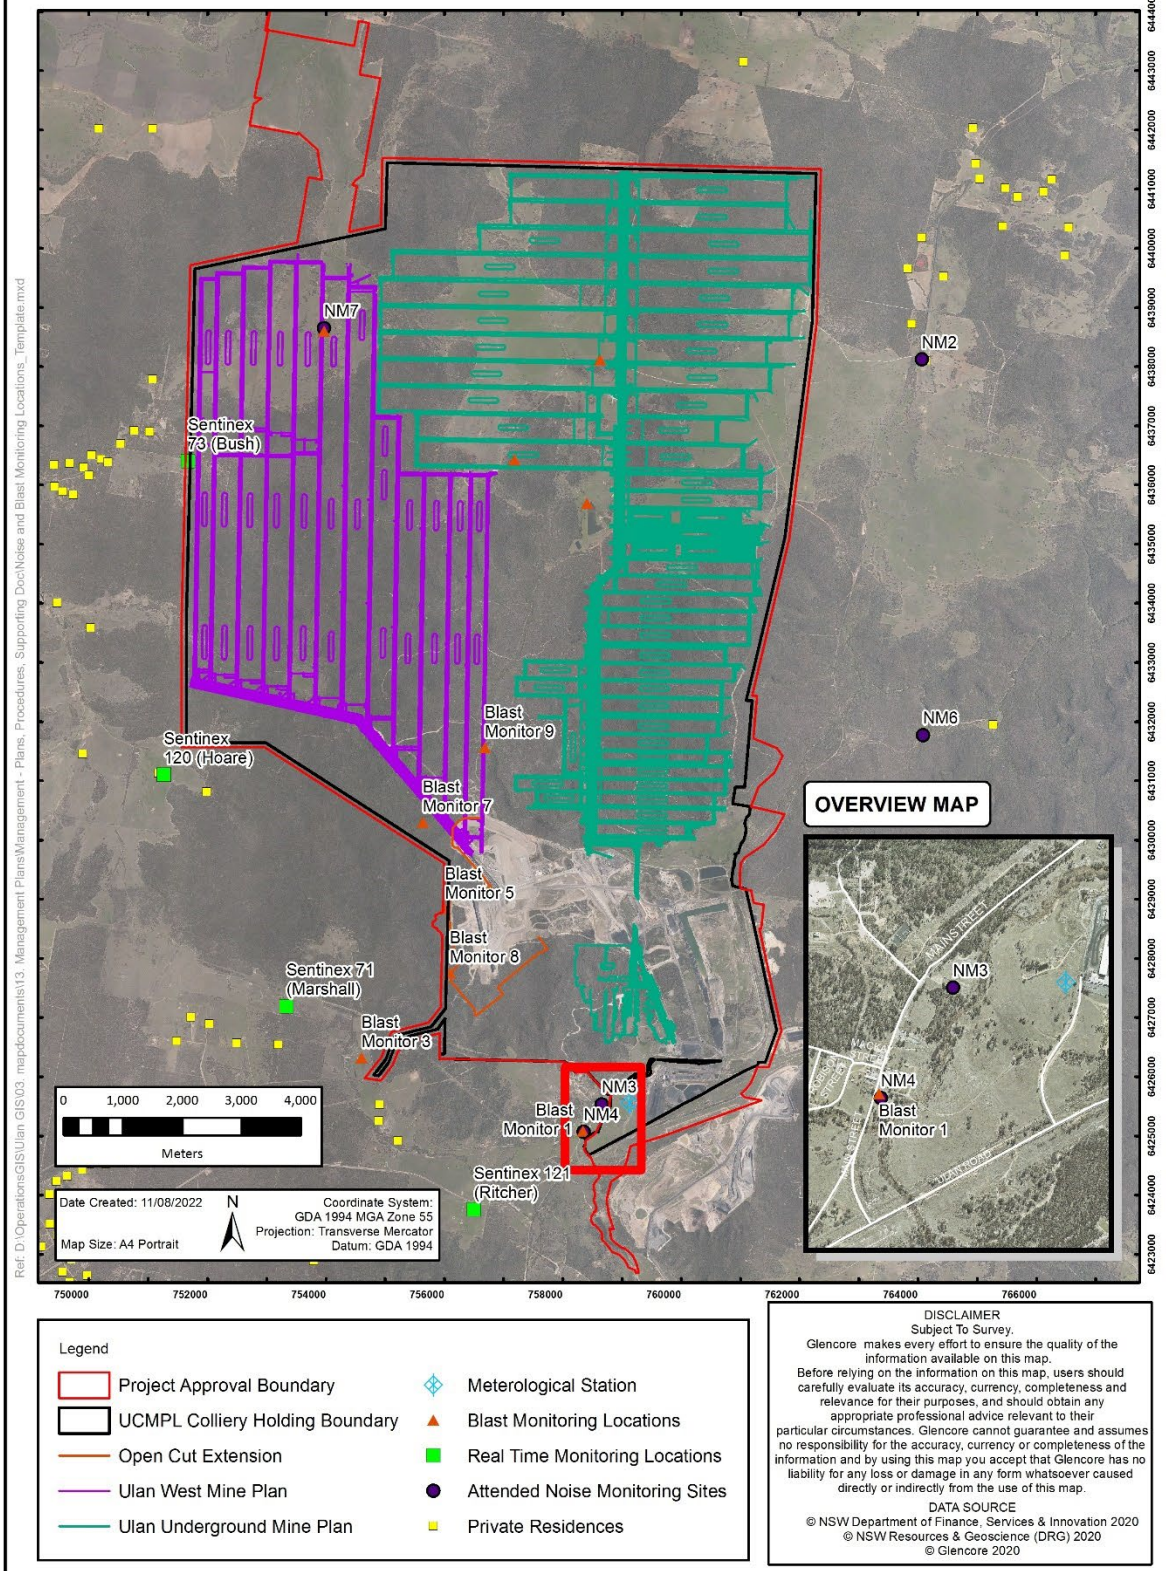 6444000
6443000
6442000
6441000
6440000
6439000
6438000
6437000
6436000
6435000
6434000
6433000
6432000
6431000
6430000
6429000
6428000
6427000
6426000
6425000
6424000
6423000
Ref: D:\OperationsGIS\Ulan GIS\03. mapdocuments\13. Management Plans\Management - Plans, Procedures, Supporting Doc\Noise and Blast Monitoring Locations_Template.mxd
NM7
NM2
Sentinex
73 (Bush)
NM6
Sentinex
120 (Hoare)
Blast
Monitor 9
Blast
Monitor 7
Blast
Monitor 5
Blast
Monitor 8
Sentinex 71
(Marshall)
Blast
Monitor 3
NM3
NM4
Blast
Monitor 1
Sentinex 121
(Ritcher)
OVERVIEW MAP
MAIN STREET
NM3
NM4
Blast
Monitor 1
ULAN ROAD
0 1,000 2,000 3,000 4,000
Meters
Date Created: 11/08/2022
Map Size: A4 Portrait
N
Coordinate System:
GDA 1994 MGA Zone 55
Projection: Transverse Mercator
Datum: GDA 1994
750000 752000 754000 756000 758000 760000 762000 764000 766000
Legend
Project Approval Boundary
UCMPL Colliery Holding Boundary
Open Cut Extension
Ulan West Mine Plan
Ulan Underground Mine Plan
Meterological Station
Blast Monitoring Locations
Real Time Monitoring Locations
Attended Noise Monitoring Sites
Private Residences
DISCLAIMER
Subject To Survey.
Glencore makes every effort to ensure the quality of the
information available on this map.
Before relying on the information on this map, users should
carefully evaluate its accuracy, currency, completeness and
relevance for their purposes, and should obtain any
appropriate professional advice relevant to their
particular circumstances. Glencore cannot guarantee and assumes
no responsibility for the accuracy, currency or completeness of the
information and by using this map you accept that Glencore has no
liability for any loss or damage in any form whatsoever caused
directly or indirectly from the use of this map.
DATA SOURCE
© NSW Department of Finance, Services & Innovation 2020
© NSW Resources & Geoscience (DRG) 2020
© Glencore 2020